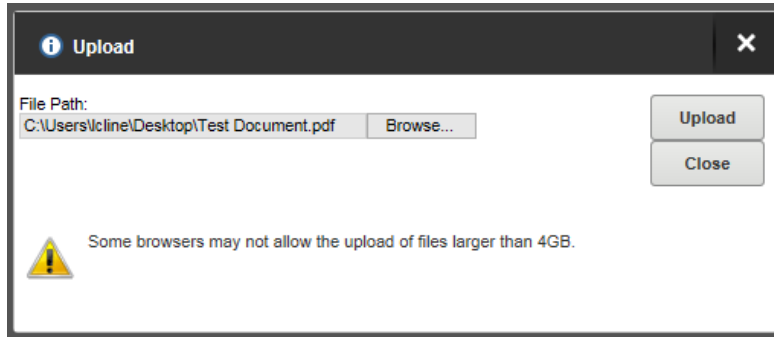 Upload
File Path:
C:\Users\lcline\Desktop\Test Document.pdf Browse...
Upload
Close
Some browsers may not allow the upload of files larger than 4GB.